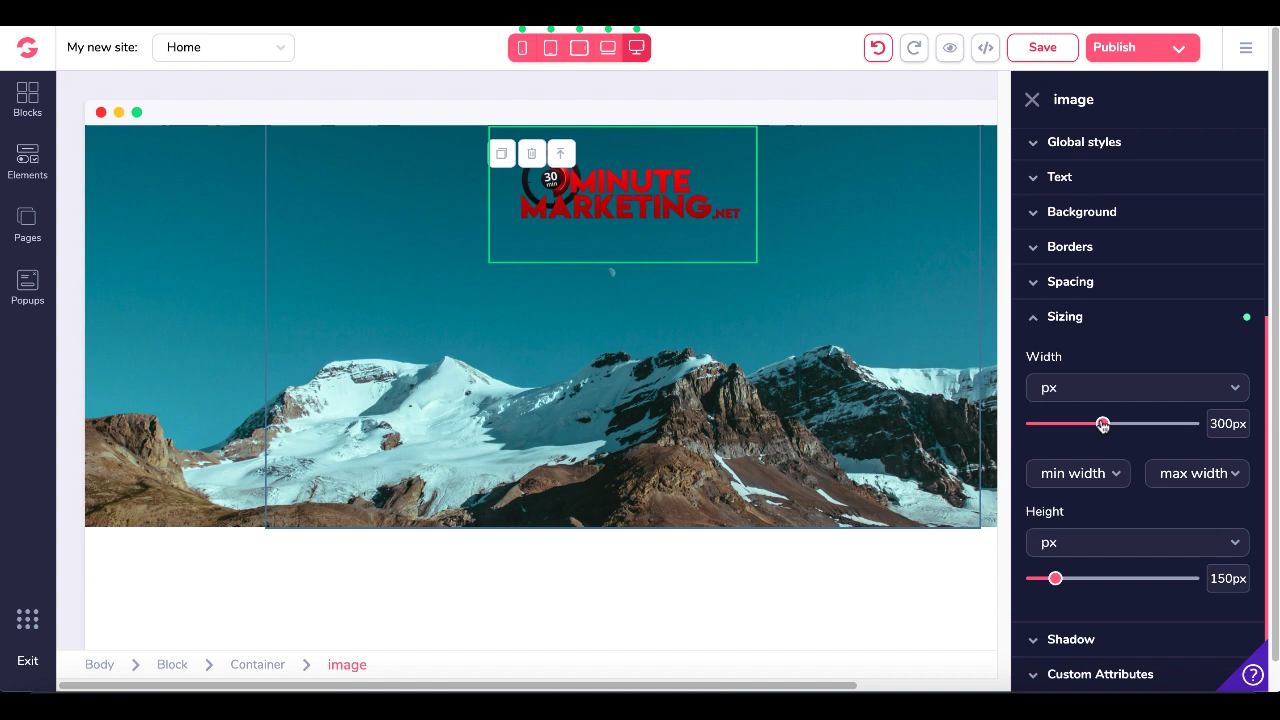 My new site:
Home
Save
Publish
Blocks
Elements
Pages
Popups
Exit
30
min
MINUTE
MARKETING.NET
Body
Block
Container
image
image
Global styles
Text
Background
Borders
Spacing
Sizing
Width
px
300px
min width
max width
Height
px
150px
Shadow
Custom Attributes
?